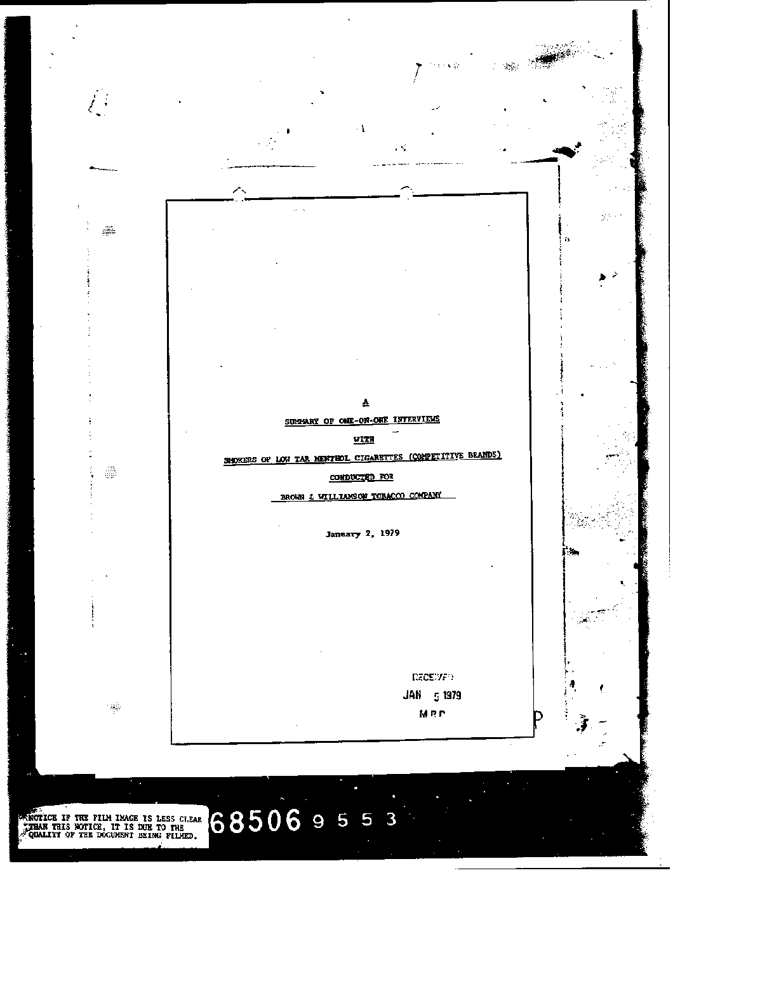 A
SUMMARY OF ONE-ON-ONE INTERVIEWS
WITH
SMOKERS OF LOW TAR MENTHOL CIGARETTES (COMPETITIVE BRANDS)
CONDUCTED FOR
BROWN & WILLIAMSON TOBACCO COMPANY
January 2, 1979
RECEIVED
JAN 5 1979
P
NOTICE IF THE FILM IMAGE IS LESS CLEAR
THAN THIS NOTICE, IT IS DUE TO THE
QUALITY OF THE DOCUMENT BEING FILMED.
68506 9553